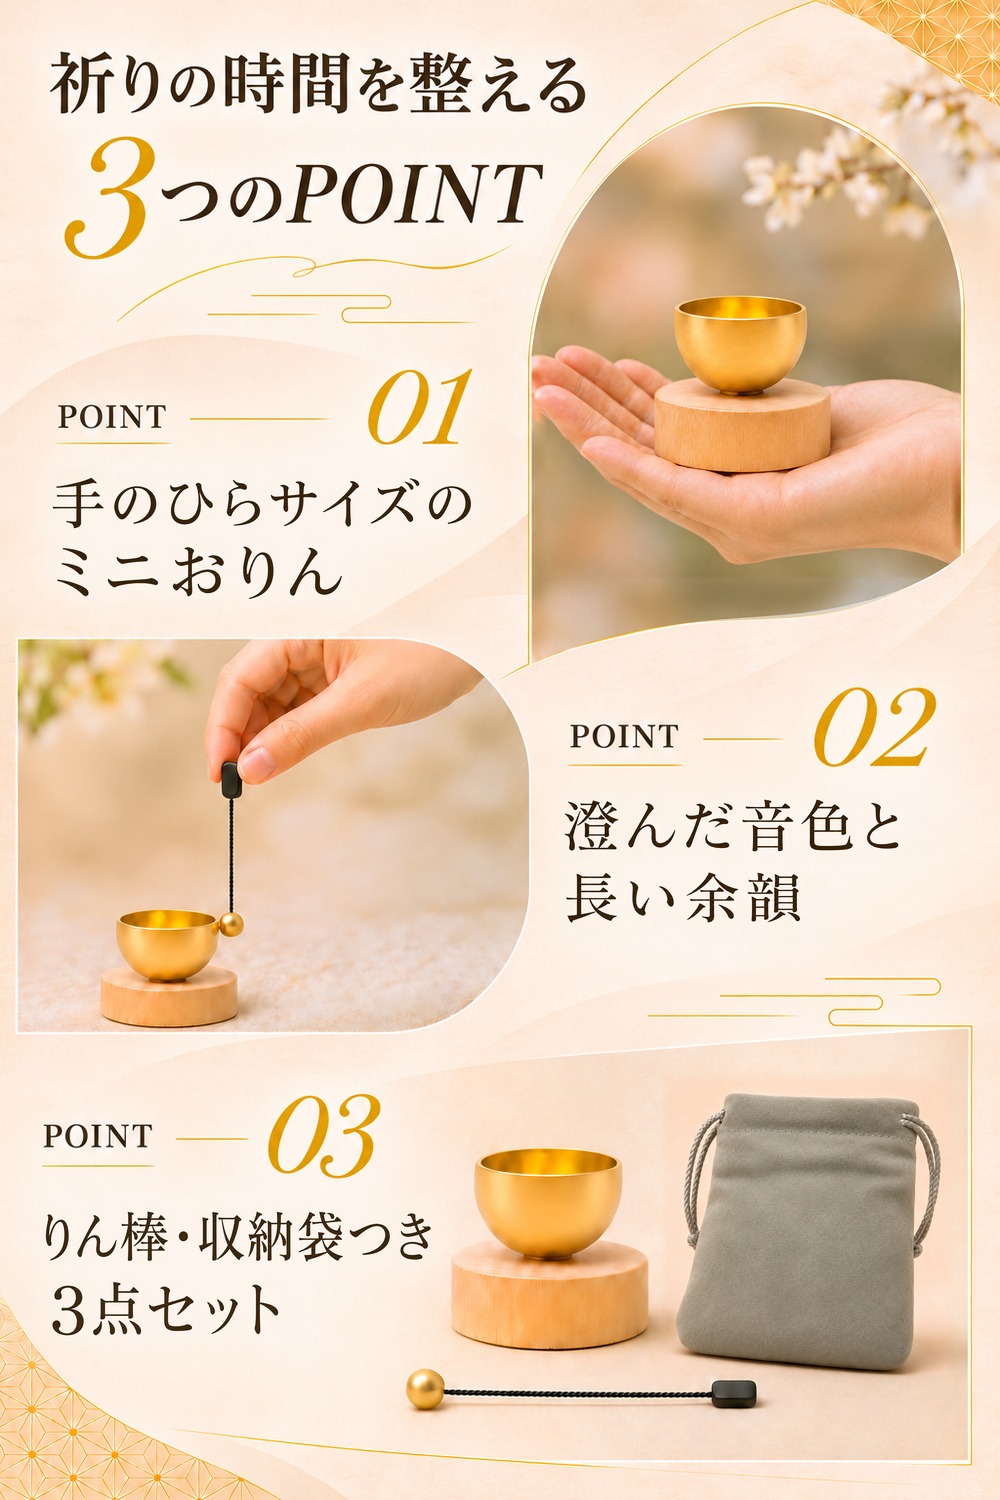 祈りの時間を整える
3つのPOINT
POINT 01
手のひらサイズの
ミニおりん
POINT 02
澄んだ音色と
長い余韻
POINT 03
りん棒・収納袋つき
3点セット